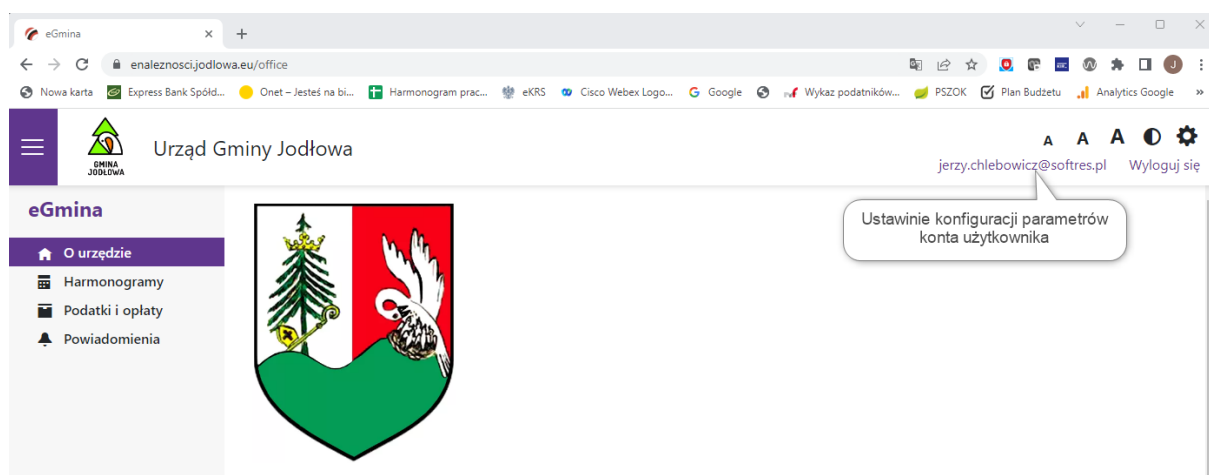 eGmina
enaleznosci.jodlowa.eu/office
J
Nowa karta Express Bank Spółd... Onet – Jesteś na bi... Harmonogram prac... eKRS Cisco Webex Logo... Google Wykaz podatników... PSZOK Plan Budżetu Analytics Google »
GMINA
JODŁOWA
Urząd Gminy Jodłowa
A A A
jerzy.chlebowicz@softres.pl Wyloguj się
Ustawinie konfiguracji parametrów
konta użytkownika
eGmina
O urzędzie
Harmonogramy
Podatki i opłaty
Powiadomienia